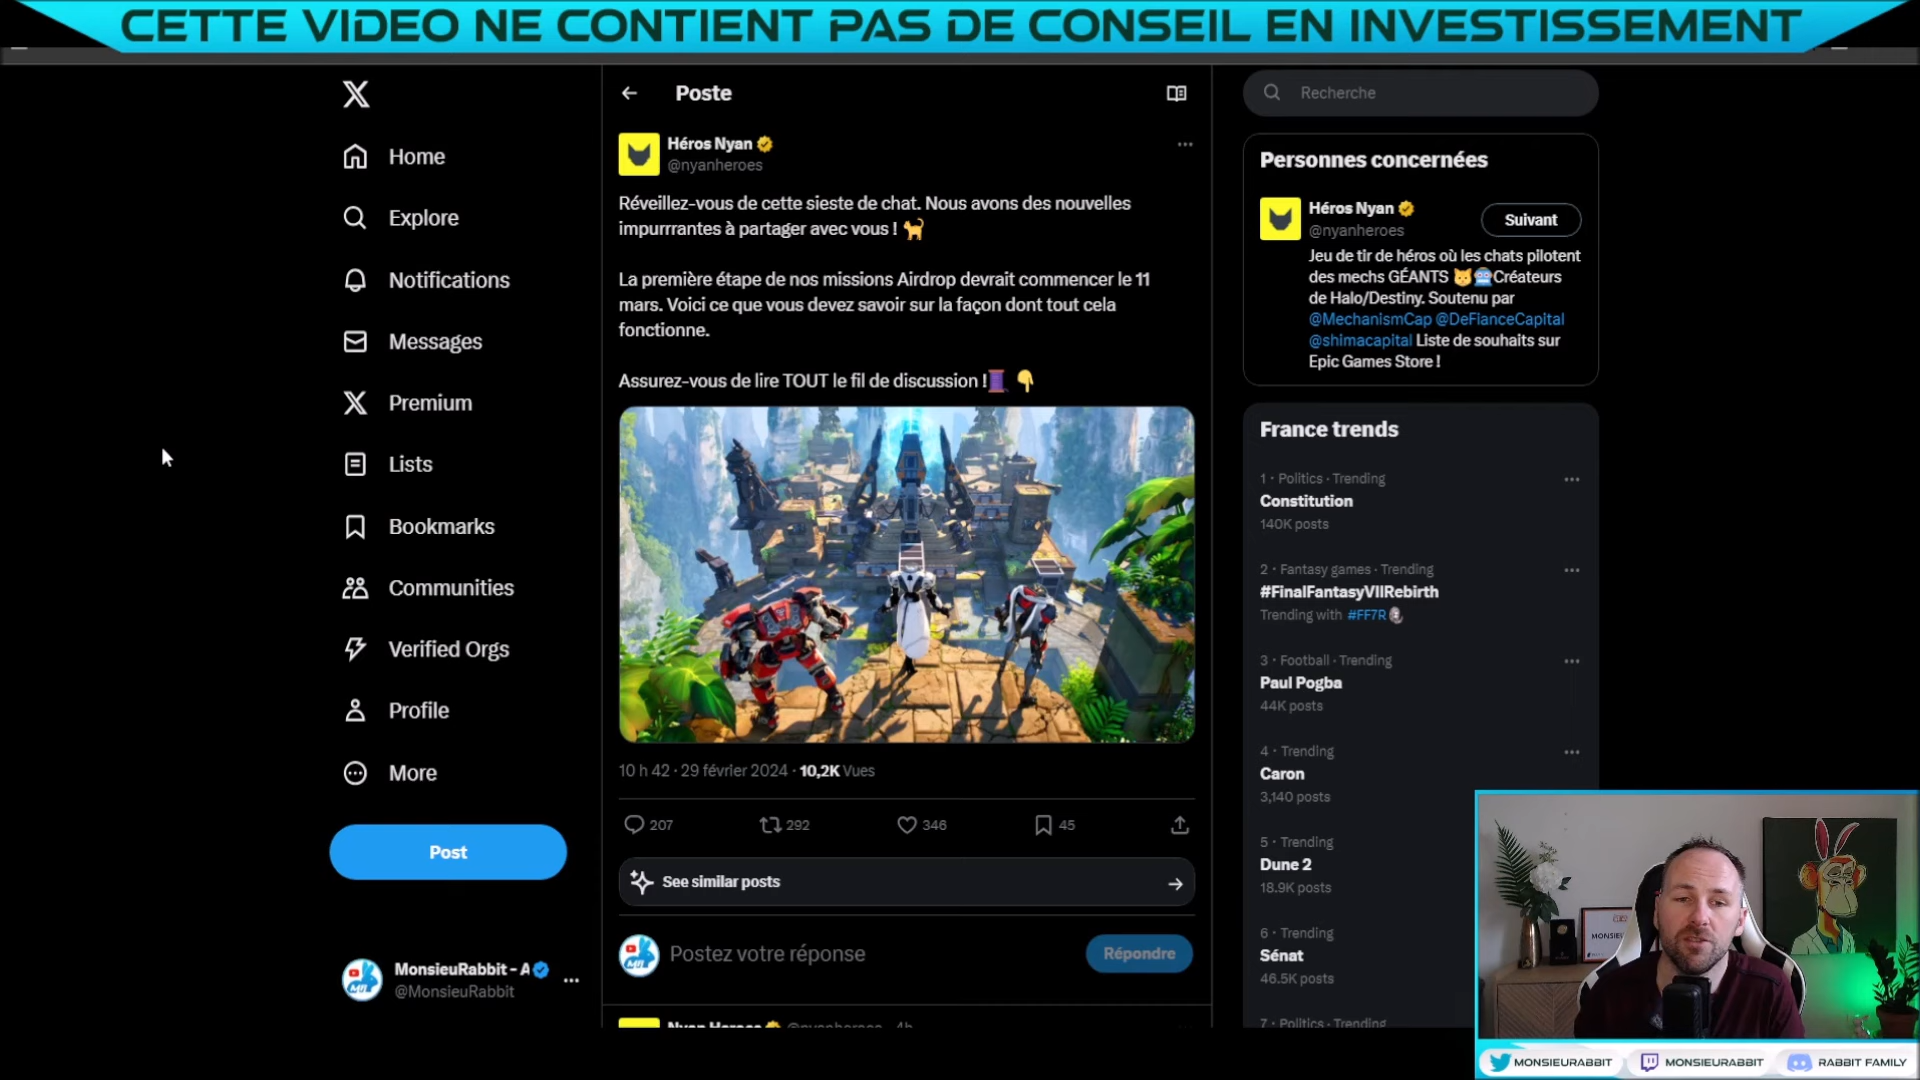 CETTE VIDEO NE CONTIENT PAS DE CONSEIL EN INVESTISSEMENT
Home
Explore
Notifications
Messages
Premium
Lists
Bookmarks
Communities
Verified Orgs
Profile
More
Post
MonsieuRabbit - A
@MonsieuRabbit
Poste
Héros Nyan
@nyanheroes
Réveillez-vous de cette sieste de chat. Nous avons des nouvelles
impurrrantes à partager avec vous ! 🐈
La première étape de nos missions Airdrop devrait commencer le 11
mars. Voici ce que vous devez savoir sur la façon dont tout cela
fonctionne.
Assurez-vous de lire TOUT le fil de discussion !🧵 👇
10 h 42 · 29 février 2024 · 10,2K Vues
207 292 346 45
See similar posts
Postez votre réponse
Répondre
Nyan Heroes @nyanheroes · 4h
Recherche
Personnes concernées
Héros Nyan
@nyanheroes
Suivant
Jeu de tir de héros où les chats pilotent
des mechs GÉANTS 😼🤖Créateurs
de Halo/Destiny. Soutenu par
@MechanismCap @DeFianceCapital
@shimacapital Liste de souhaits sur
Epic Games Store !
France trends
1 · Politics · Trending
Constitution
140K posts
2 · Fantasy games · Trending
#FinalFantasyVIIRebirth
Trending with #FF7R
3 · Football · Trending
Paul Pogba
44K posts
4 · Trending
Caron
3,140 posts
5 · Trending
Dune 2
18.9K posts
6 · Trending
Sénat
46.5K posts
7 · Politics · Trending
MONSIEURABBIT
MONSIEURABBIT
RABBIT FAMILY